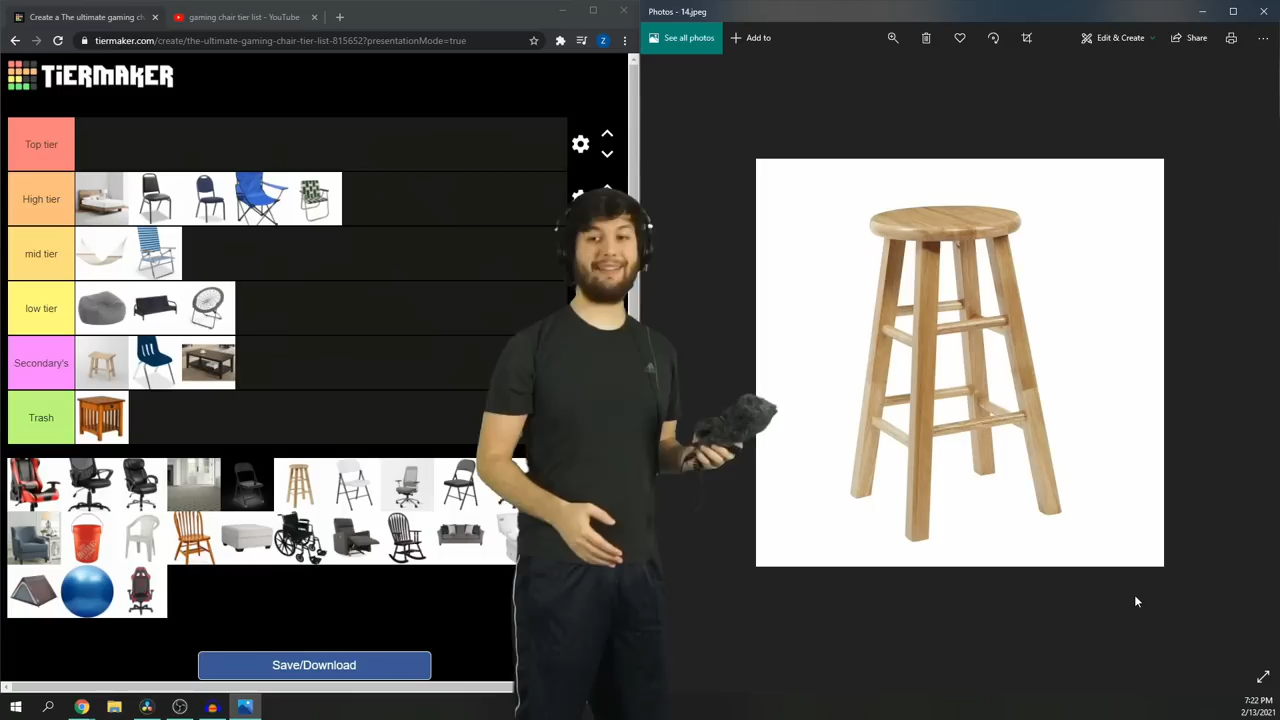 Create a The ultimate gaming ch
gaming chair tier list - YouTube
tiermaker.com/create/the-ultimate-gaming-chair-tier-list-815652?presentationMode=true
Z
TiERMAKER
Top tier
High tier
mid tier
low tier
Secondary's
Trash
Save/Download
Photos - 14.jpeg
See all photos
Add to
Edit & Create
Share
7:22 PM
2/13/2021